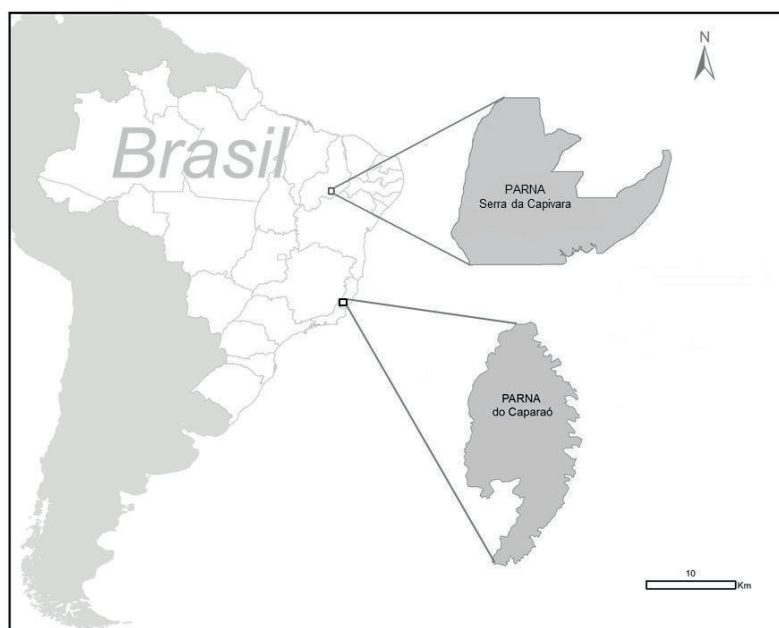 N
Brasil
PARNA
Serra da Capivara
PARNA
do Caparaó
10
Km